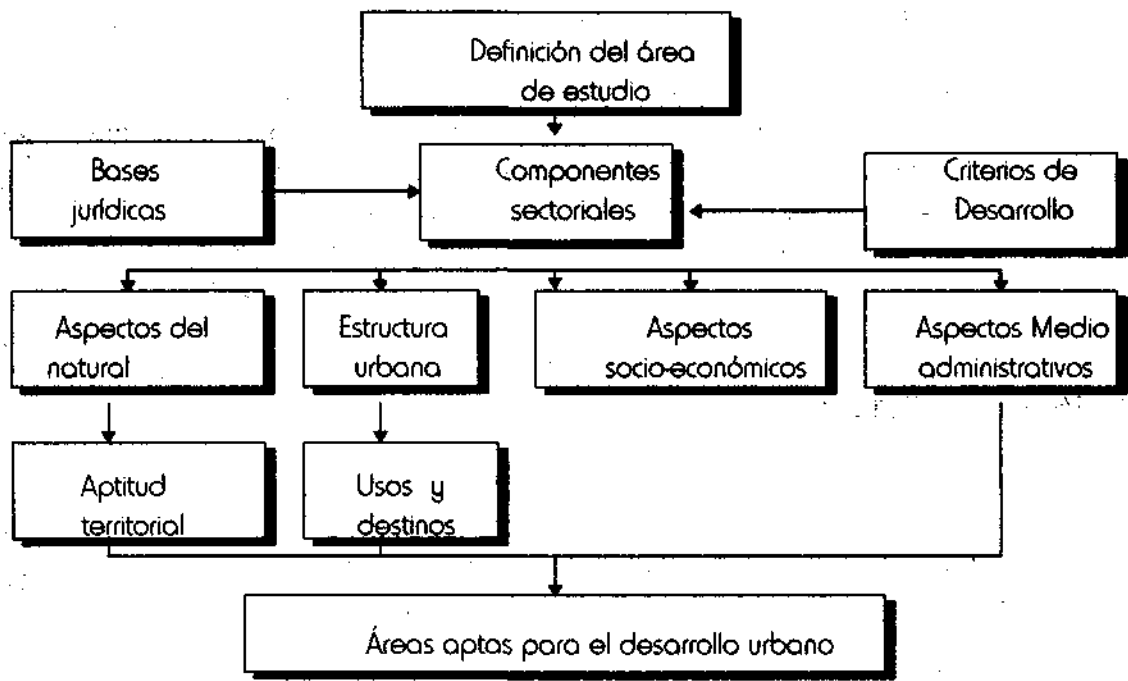 Definición del área
de estudio
Bases
jurídicas
Componentes
sectoriales
Criterios de
Desarrollo
Aspectos del
natural
Estructura
urbana
Aspectos
socio-económicos
Aspectos Medio
administrativos
Aptitud
territorial
Usos y
destinos
Áreas aptas para el desarrollo urbano